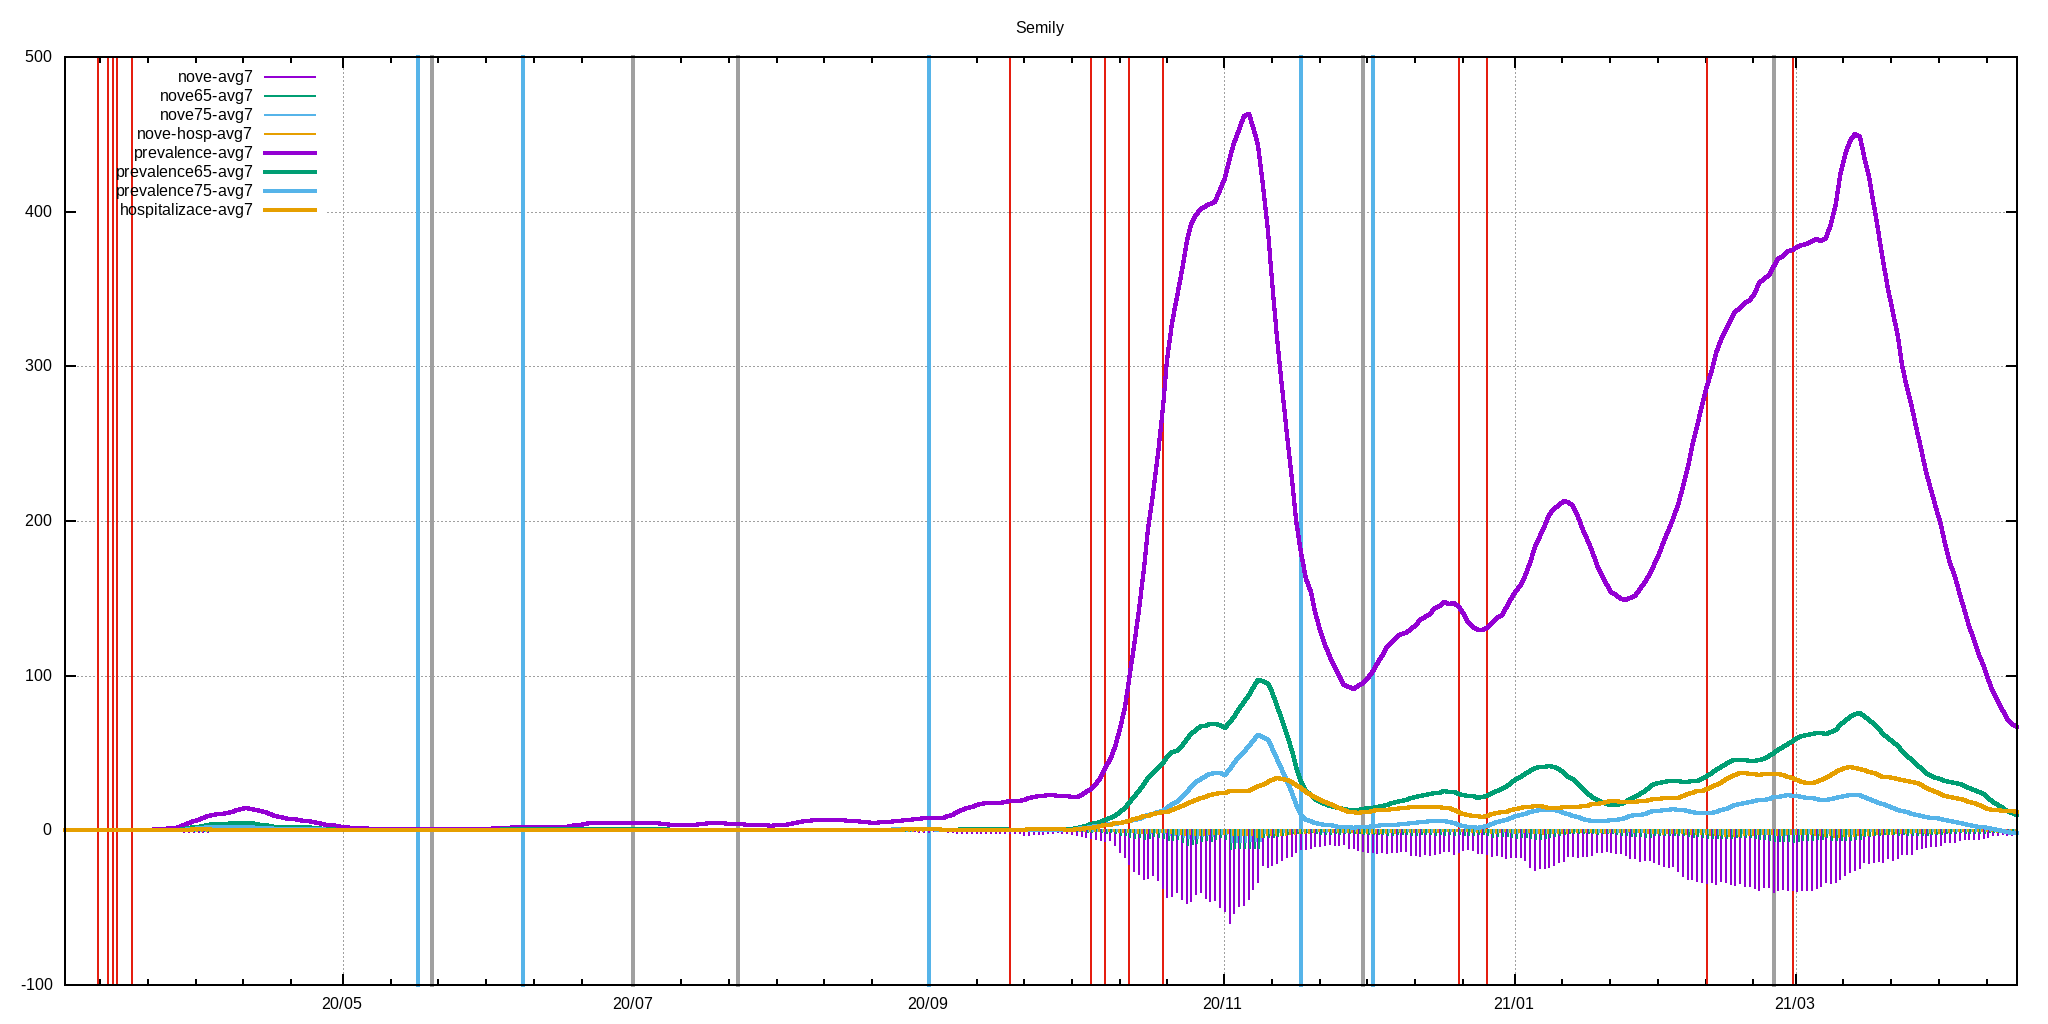 Semily
500
nove-avg7
nove65-avg7
nove75-avg7
nove-hosp-avg7
prevalence-avg7
prevalence65-avg7
prevalence75-avg7
hospitalizace-avg7
400
300
200
100
0
-100
20/05 20/07 20/09 20/11 21/01 21/03